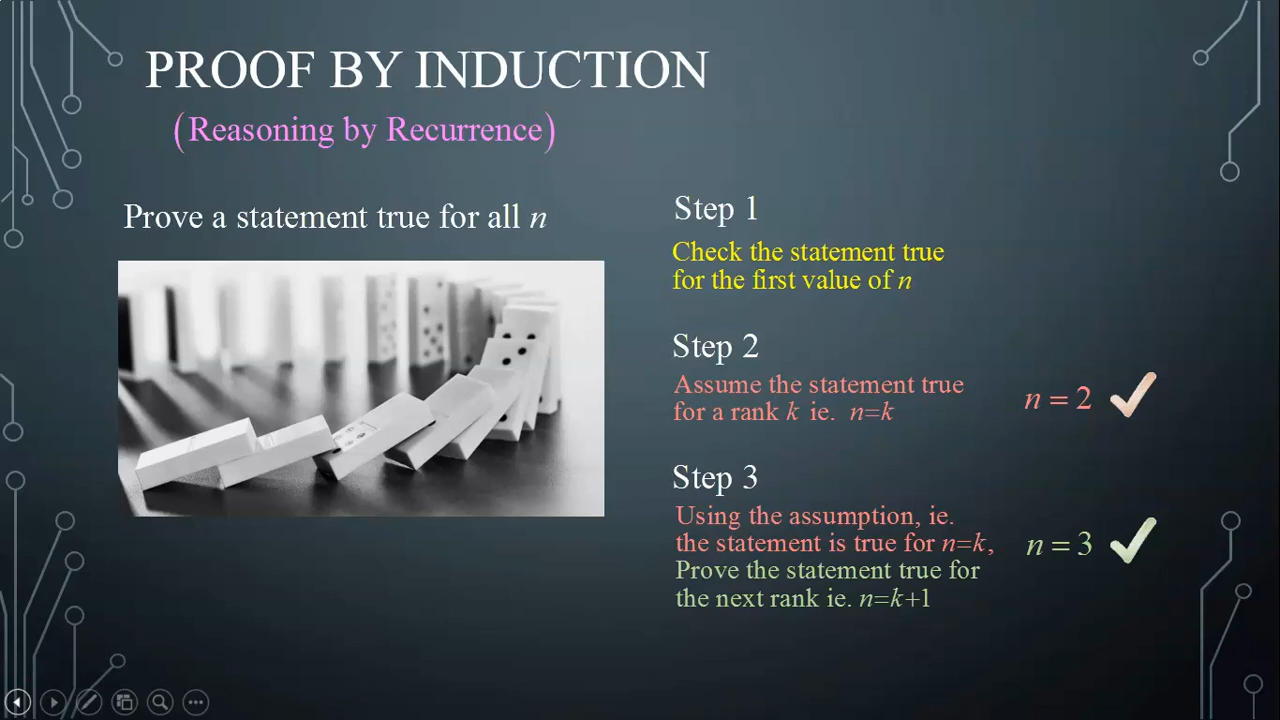 PROOF BY INDUCTION
(Reasoning by Recurrence)
Prove a statement true for all n
Step 1
Check the statement true
for the first value of n
Step 2
Assume the statement true
for a rank k ie. n=k
n = 2
Step 3
Using the assumption, ie.
the statement is true for n=k,
Prove the statement true for
the next rank ie. n=k+1
n = 3